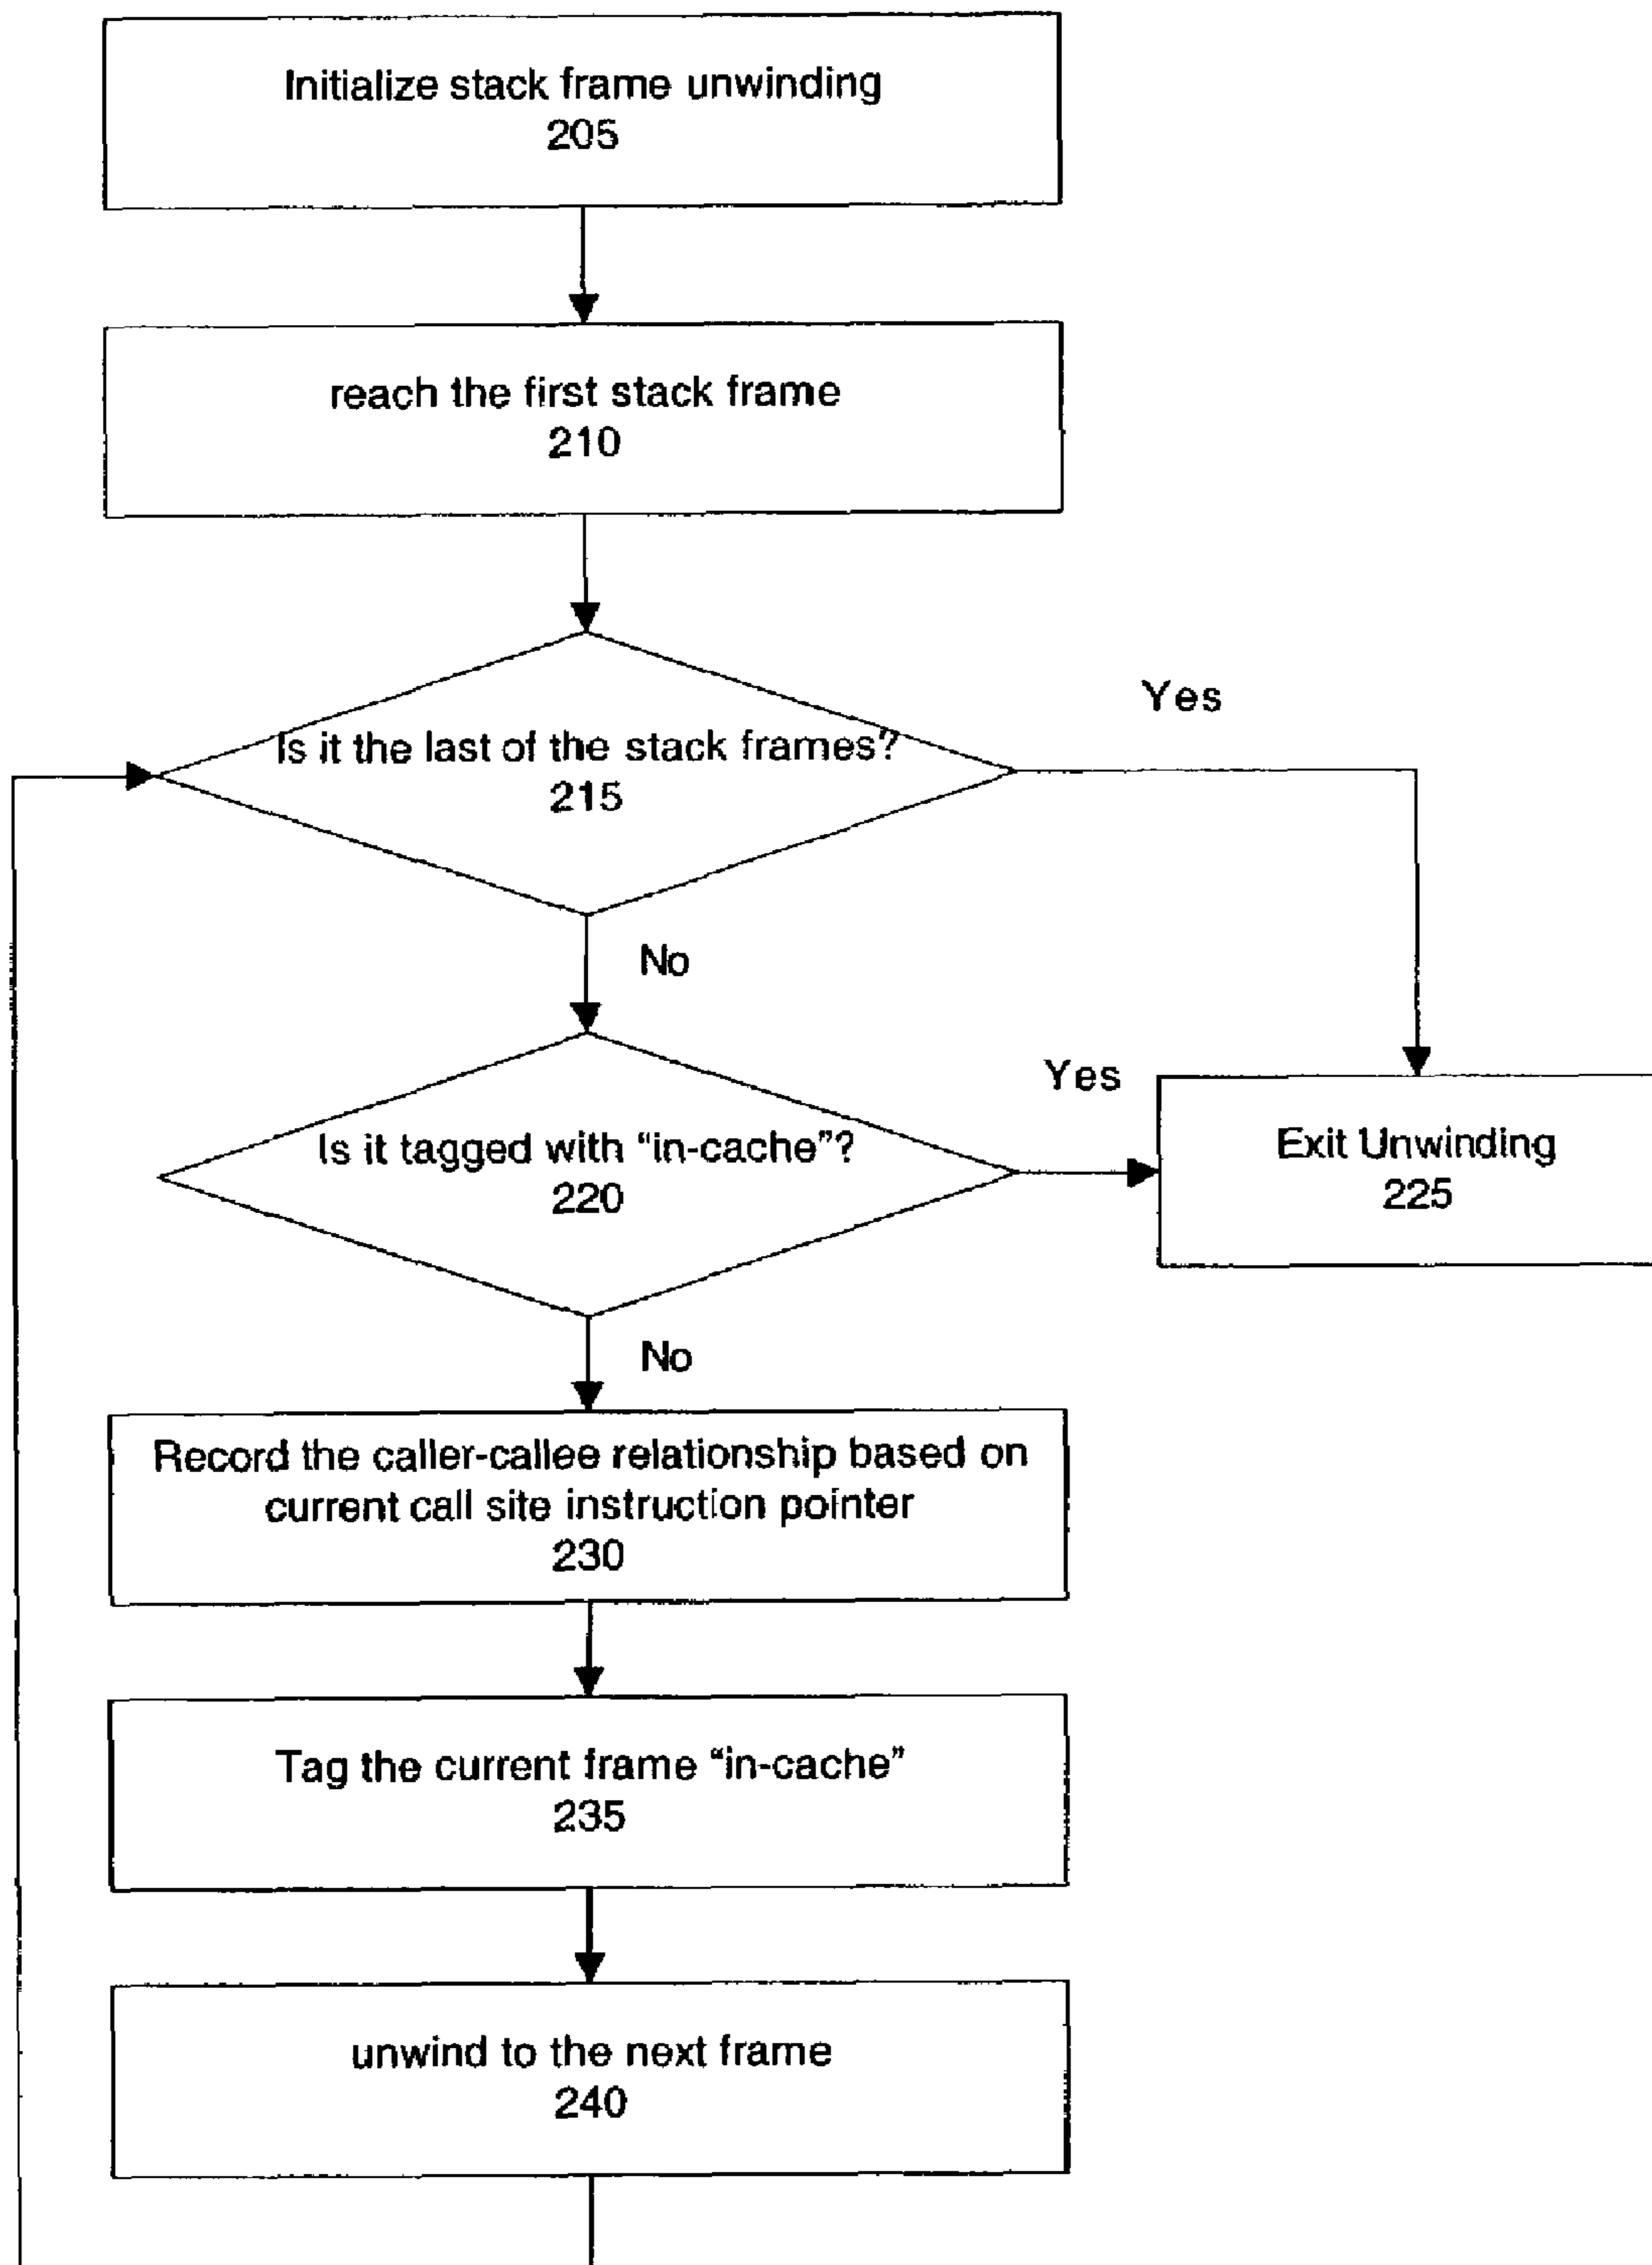 Initialize stack frame unwinding
205
reach the first stack frame
210
Yes
Is it the last of the stack frames?
215
No
Yes
Is it tagged with “in-cache”?
220
Exit Unwinding
225
No
Record the caller-callee relationship based on
current call site instruction pointer
230
Tag the current frame “in-cache”
235
unwind to the next frame
240